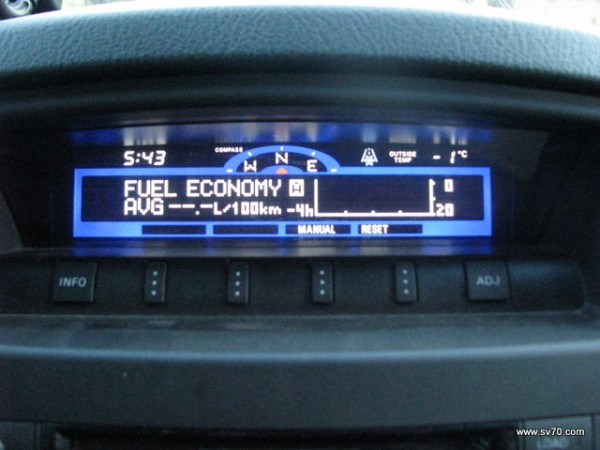 5:43 COMPASS W N E OUTSIDE TEMP -1°C
FUEL ECONOMY M 0
AVG --.-L/100km -4h 20
MANUAL RESET
INFO ADJ
www.sv70.com